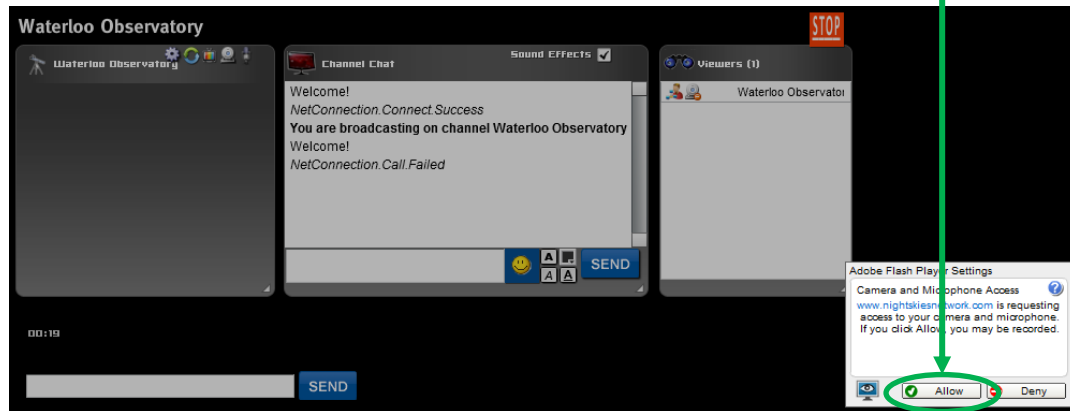 Waterloo Observatory
STOP
Waterloo Observatory
Channel Chat
Sound Effects
Viewers (1)
Welcome!
NetConnection.Connect.Success
You are broadcasting on channel Waterloo Observatory
Welcome!
NetConnection.Call.Failed
Waterloo Observator
A
A A
SEND
Adobe Flash Player Settings
Camera and Microphone Access
?
www.nightskiesnetwork.com is requesting
access to your camera and microphone.
If you click Allow, you may be recorded.
Allow
Deny
00:19
SEND